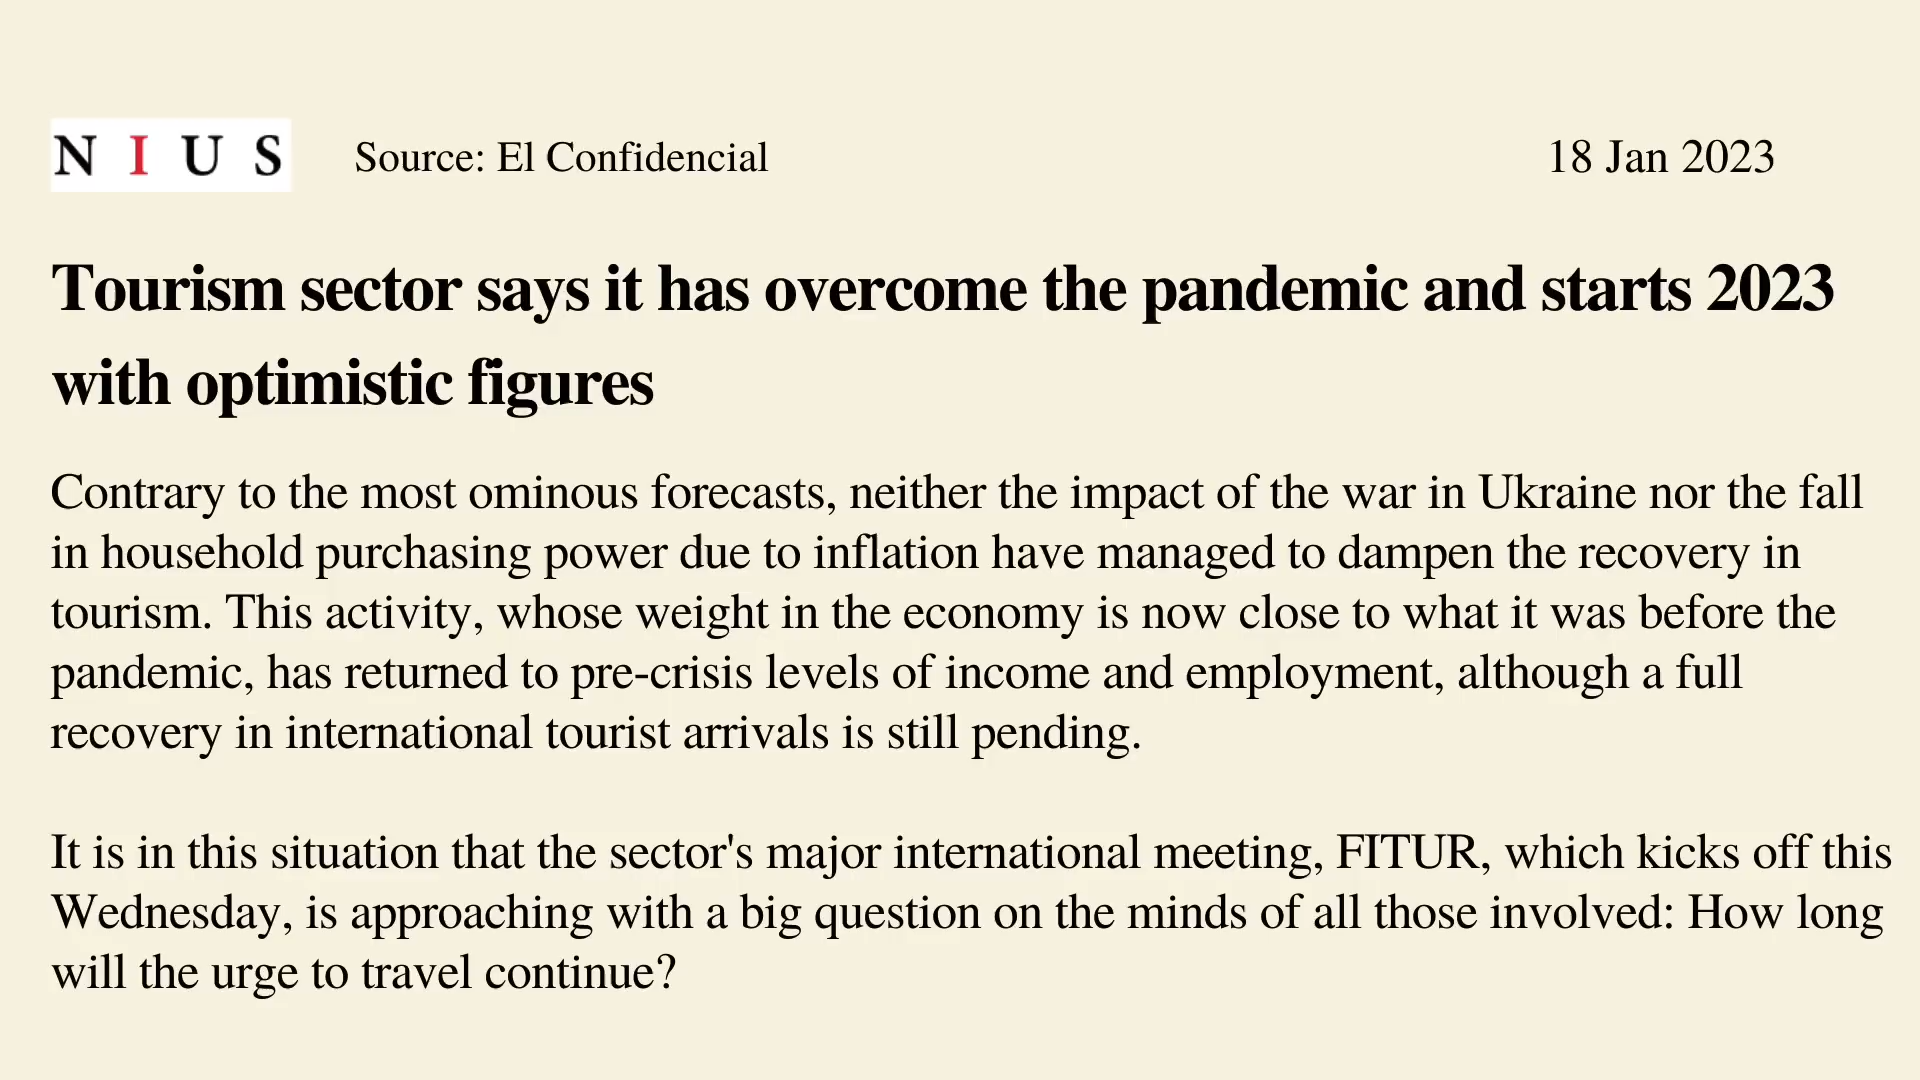 N I U S
Source: El Confidencial
18 Jan 2023
Tourism sector says it has overcome the pandemic and starts 2023
with optimistic figures
Contrary to the most ominous forecasts, neither the impact of the war in Ukraine nor the fall
in household purchasing power due to inflation have managed to dampen the recovery in
tourism. This activity, whose weight in the economy is now close to what it was before the
pandemic, has returned to pre-crisis levels of income and employment, although a full
recovery in international tourist arrivals is still pending.
It is in this situation that the sector's major international meeting, FITUR, which kicks off this
Wednesday, is approaching with a big question on the minds of all those involved: How long
will the urge to travel continue?